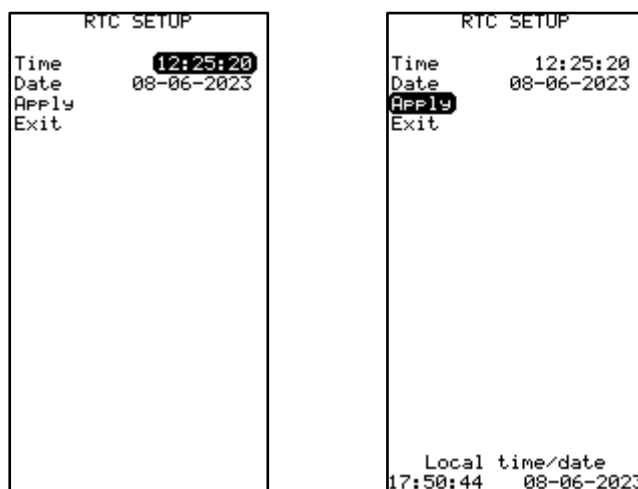 RTC SETUP
Time 12:25:20
Date 08-06-2023
Apply
Exit
RTC SETUP
Time 12:25:20
Date 08-06-2023
Apply
Exit
Local time/date
17:50:44 08-06-2023